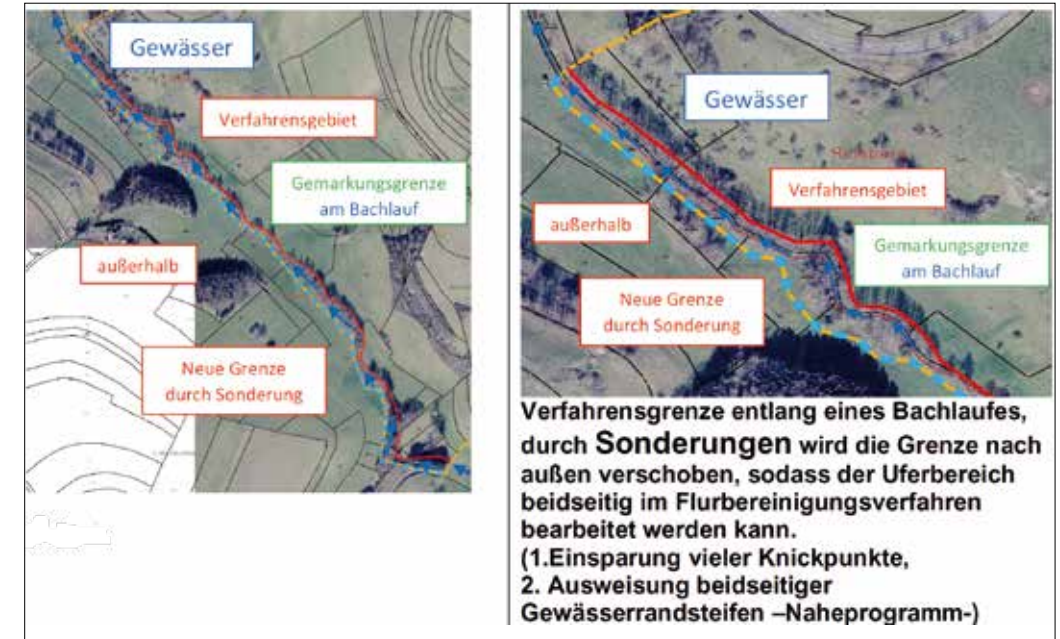 Gewässer
Verfahrensgebiet
Gemarkungsgrenze
am Bachlauf
außerhalb
Neue Grenze
durch Sonderung
Gewässer
Verfahrensgebiet
außerhalb
Gemarkungsgrenze
am Bachlauf
Neue Grenze
durch Sonderung
Verfahrensgrenze entlang eines Bachlaufes,
durch Sonderungen wird die Grenze nach
außen verschoben, sodass der Uferbereich
beidseitig im Flurbereinigungsverfahren
bearbeitet werden kann.
(1.Einsparung vieler Knickpunkte,
2. Ausweisung beidseitiger
Gewässerrandsteifen –Naheprogramm-)